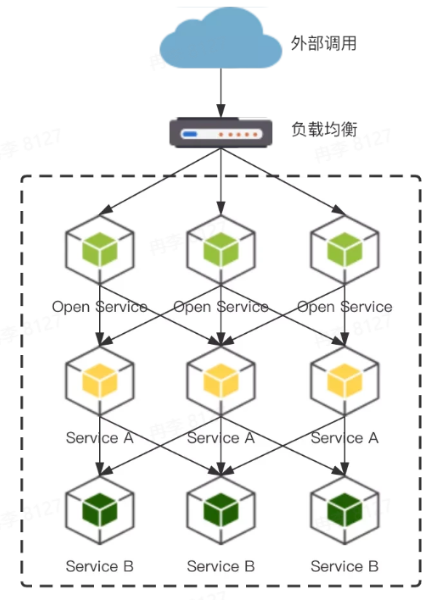 外部调用
负载均衡
Open Service Open Service Open Service
Service A Service A Service A
Service B Service B Service B